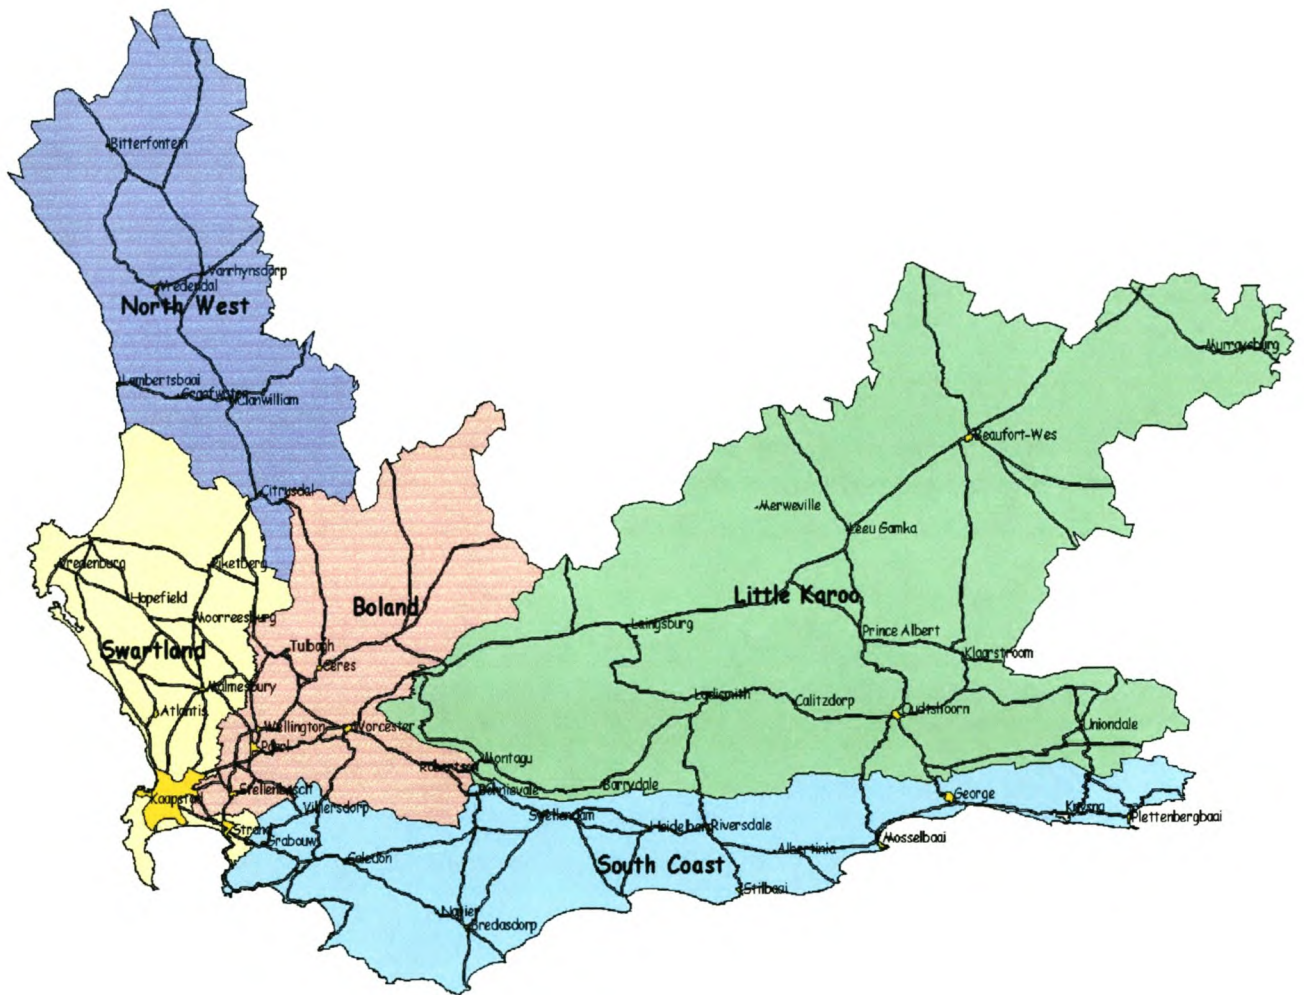 Bitterfontein
Vanrhynsdorp
Vredendal
North West
Lambertsbaai
Graafwater
Clanwilliam
Murraysburg
Beaufort-Wes
Citrusdal
Merweville
Leeu Gamka
Vredenburg
Piketberg
Hopefield
Boland
Little Karoo
Moorreesburg
Laingsburg
Prince Albert
Swartland
Tulbagh
Klaarstroom
Ceres
Malmesbury
Ladismith
Calitzdorp
Atlantis
Oudtshoorn
Wellington
Worcester
Uniondale
Paarl
Montagu
Robertson
Barrydale
Stellenbosch
Bonnievale
Kaapstad
George
Villiersdorp
Knysna
Swellendam
Plettenbergbaai
Strand
Heidelberg
Riversdale
Grabouw
Mosselbaai
Albertinia
Caledon
South Coast
Stilbaai
Napier
Bredasdorp